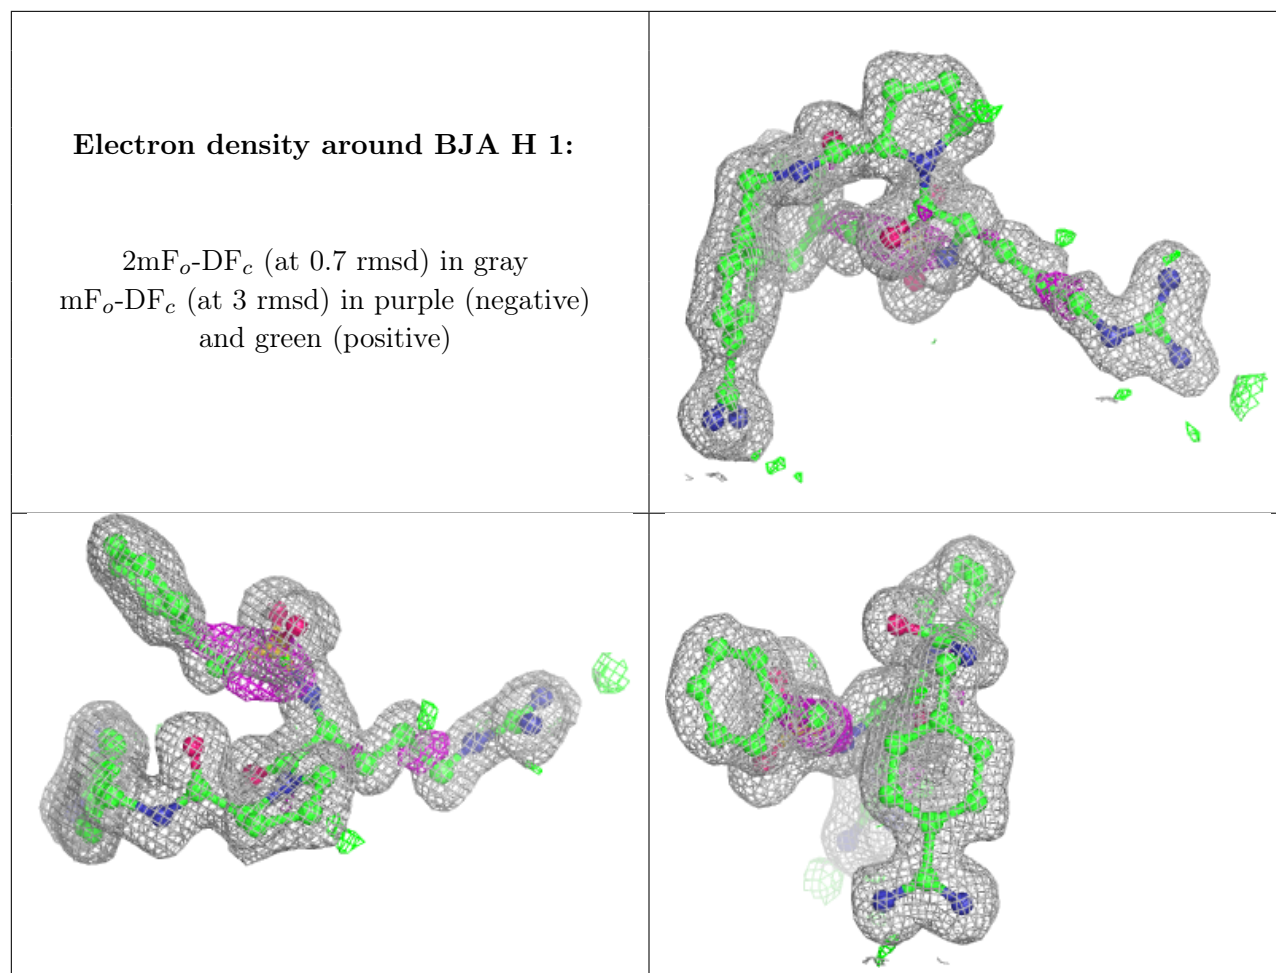 Electron density around BJA H 1:
2mFo-DFc (at 0.7 rmsd) in gray
mFo-DFc (at 3 rmsd) in purple (negative)
and green (positive)